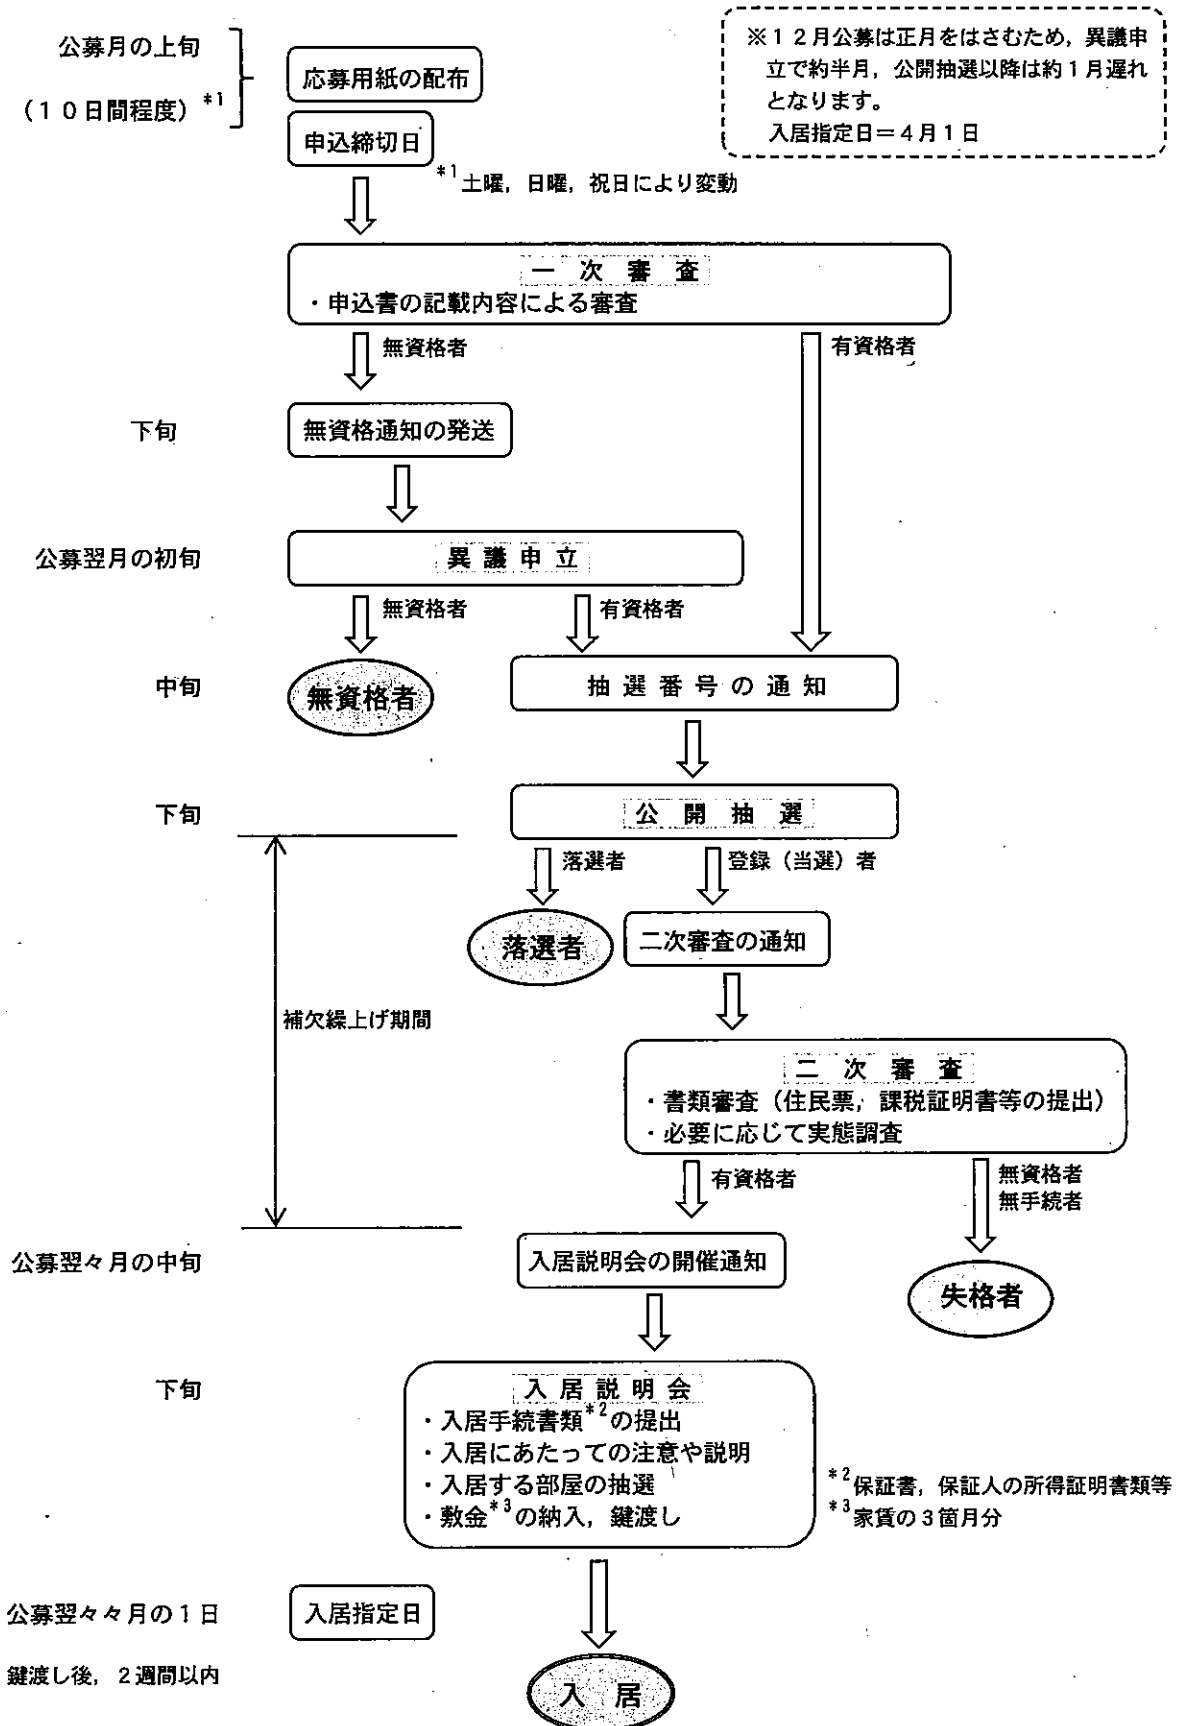 公募月の上旬
(10日間程度)*1
応募用紙の配布
申込締切日
*1土曜，日曜，祝日により変動
※12月公募は正月をはさむため，異議申
立で約半月，公開抽選以降は約1月遅れ
となります。
入居指定日＝4月1日
一次審査
・申込書の記載内容による審査
無資格者
有資格者
下旬
無資格通知の発送
公募翌月の初旬
異議申立
無資格者
有資格者
中旬
無資格者
抽選番号の通知
下旬
公開抽選
落選者
登録（当選）者
落選者
二次審査の通知
補欠繰上げ期間
二次審査
・書類審査（住民票，課税証明書等の提出）
・必要に応じて実態調査
有資格者
無資格者
無手続者
公募翌々月の中旬
入居説明会の開催通知
失格者
下旬
入居説明会
・入居手続書類*2の提出
・入居にあたっての注意や説明
・入居する部屋の抽選
・敷金*3の納入，鍵渡し
*2保証書，保証人の所得証明書類等
*3家賃の3箇月分
公募翌々々月の1日
入居指定日
鍵渡し後，2週間以内
入居